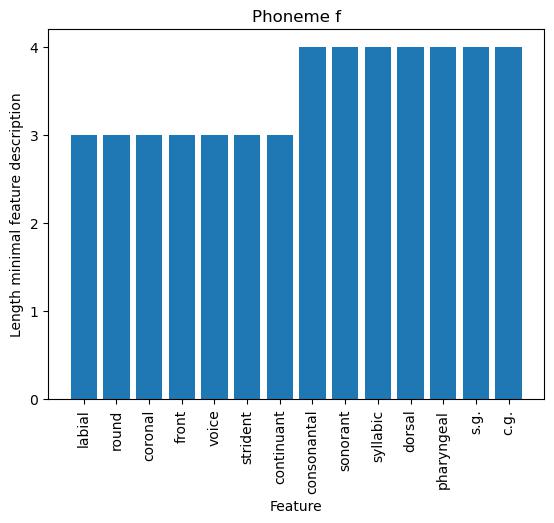 Phoneme f
Length minimal feature description
4
3
2
1
0
labial
round
coronal
front
voice
strident
continuant
consonantal
sonorant
syllabic
dorsal
pharyngeal
s.g.
c.g.
Feature